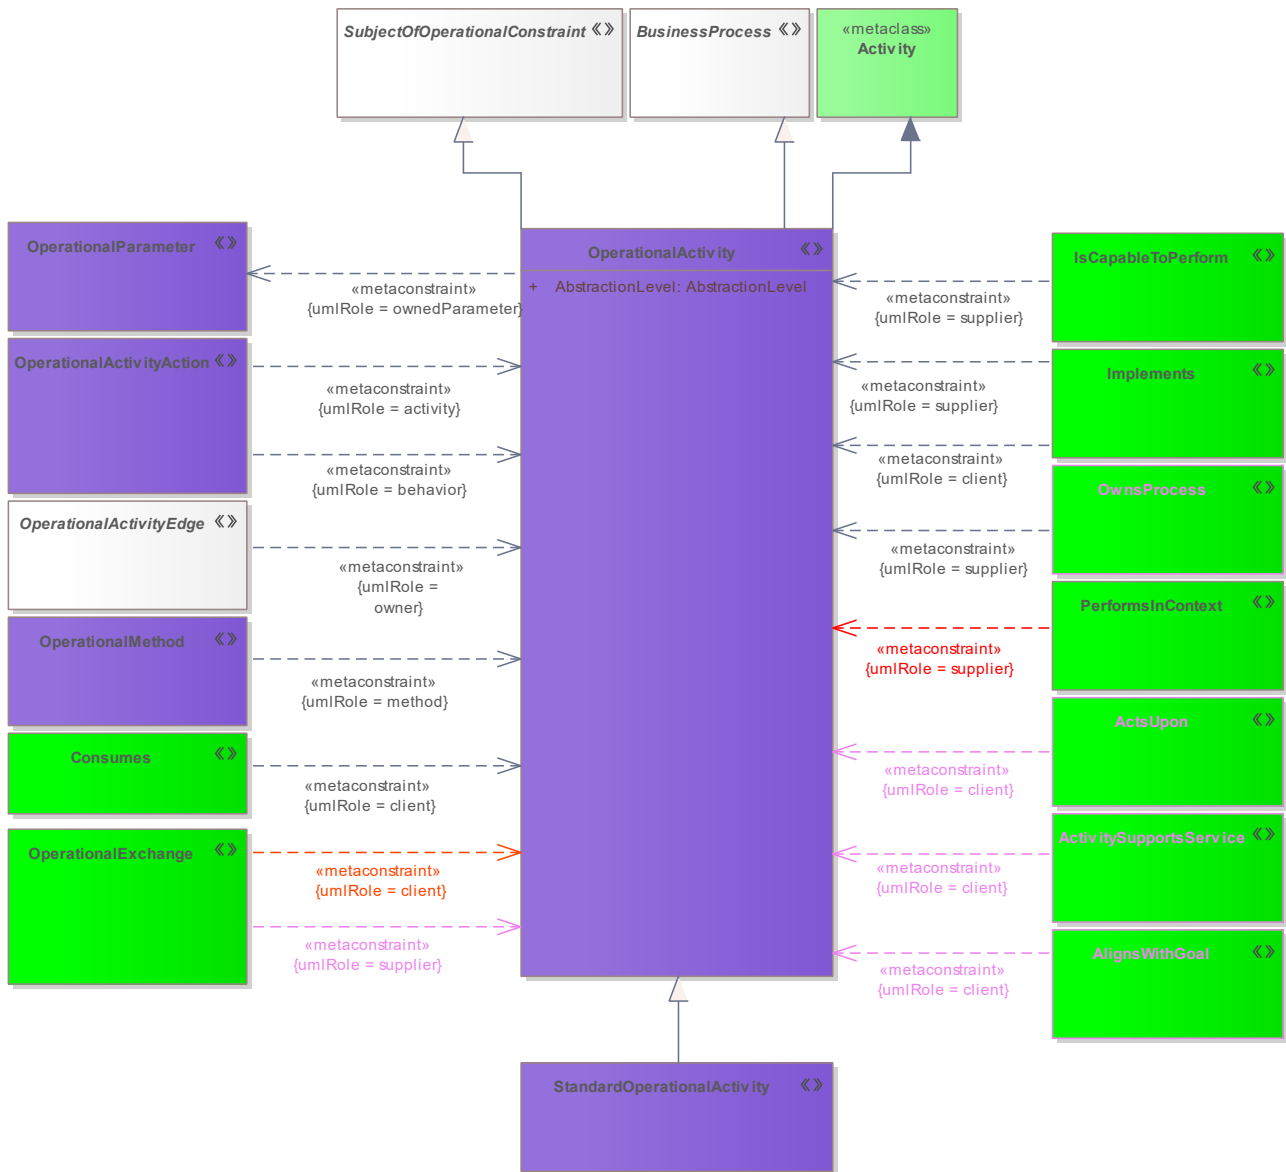 SubjectOfOperationalConstraint «»
BusinessProcess «»
«metaclass»
Activity
OperationalParameter «»
«metaconstraint»
{umlRole = ownedParameter}
OperationalActivityAction «»
«metaconstraint»
{umlRole = activity}
«metaconstraint»
{umlRole = behavior}
OperationalActivityEdge «»
«metaconstraint»
{umlRole =
owner}
OperationalMethod «»
«metaconstraint»
{umlRole = method}
Consumes «»
«metaconstraint»
{umlRole = client}
OperationalExchange «»
«metaconstraint»
{umlRole = client}
«metaconstraint»
{umlRole = supplier}
OperationalActivity «»
+ AbstractionLevel: AbstractionLevel
IsCapableToPerform «»
«metaconstraint»
{umlRole = supplier}
Implements «»
«metaconstraint»
{umlRole = supplier}
«metaconstraint»
{umlRole = client}
OwnsProcess «»
«metaconstraint»
{umlRole = supplier}
PerformsInContext «»
«metaconstraint»
{umlRole = supplier}
ActsUpon «»
«metaconstraint»
{umlRole = client}
ActivitySupportsService «»
«metaconstraint»
{umlRole = client}
AlignsWithGoal «»
«metaconstraint»
{umlRole = client}
StandardOperationalActivity «»